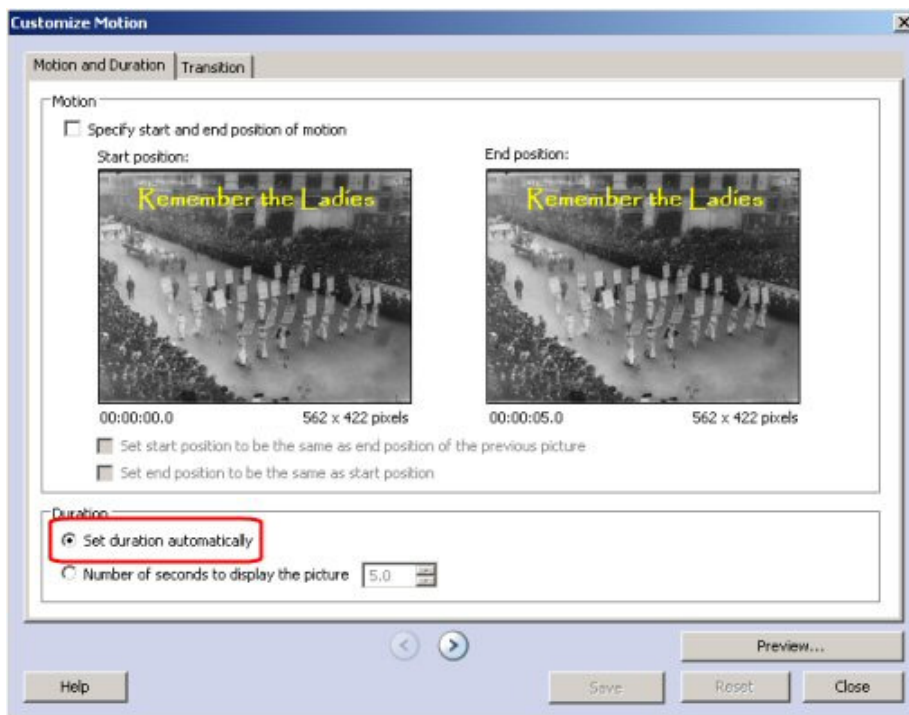 Customize Motion
Motion and Duration Transition
Motion
Specify start and end position of motion
Start position: End position:
Remember the Ladies Remember the Ladies
00:00:00.0 562 x 422 pixels 00:00:05.0 562 x 422 pixels
Set start position to be the same as end position of the previous picture
Set end position to be the same as start position
Duration
Set duration automatically
Number of seconds to display the picture 5.0
Preview...
Help Save Reset Close